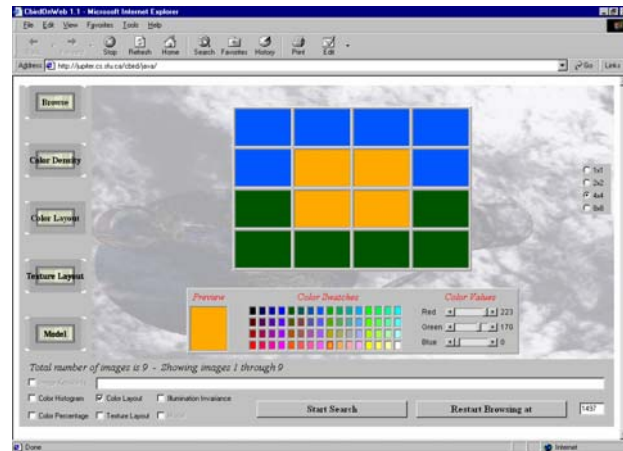 CbirdOnWeb 1.1 - Microsoft Internet Explorer
File Edit View Favorites Tools Help
Stop Refresh Home Search Favorites History Print Edit
Address http://jupiter.cs.sfu.ca/cbird/java/ Go Links
Browse
Color Density
Color Layout
Texture Layout
Model
1x1
2x2
4x4
8x8
Preview Color Swatches Color Values
Red 223
Green 170
Blue 0
Total number of images is 9 - Showing images 1 through 9
Color Histogram Color Layout Illumination Invariance
Color Percentage Texture Layout Model
Start Search Restart Browsing at 1437
Done Internet